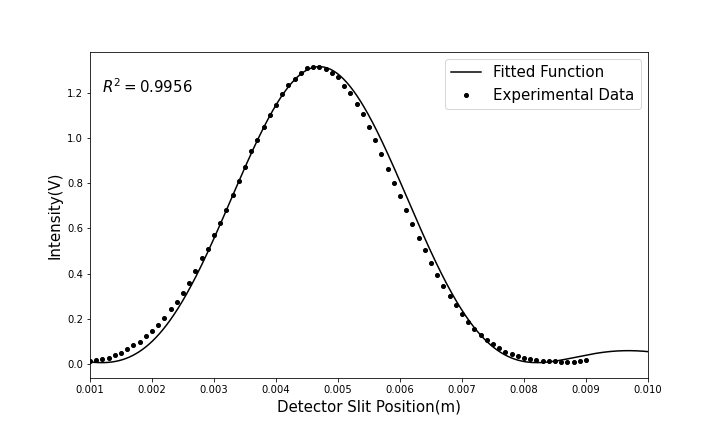 R² = 0.9956
Fitted Function
Experimental Data
Intensity(V)
1.2
1.0
0.8
0.6
0.4
0.2
0.0
0.001 0.002 0.003 0.004 0.005 0.006 0.007 0.008 0.009 0.010
Detector Slit Position(m)